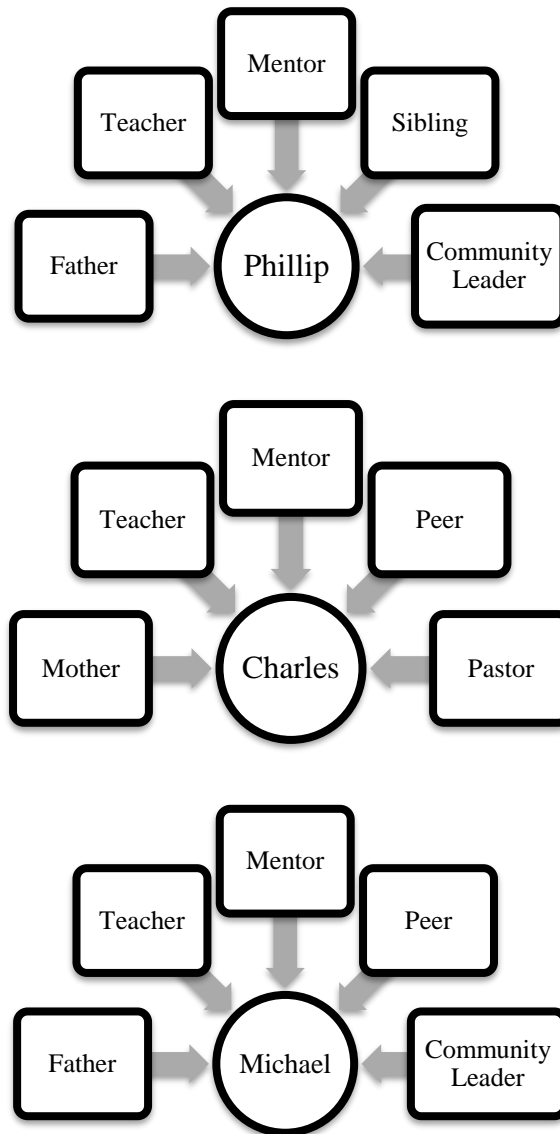 Mentor
Teacher
Sibling
Father
Phillip
Community
Leader
Mentor
Teacher
Peer
Mother
Charles
Pastor
Mentor
Teacher
Peer
Father
Michael
Community
Leader